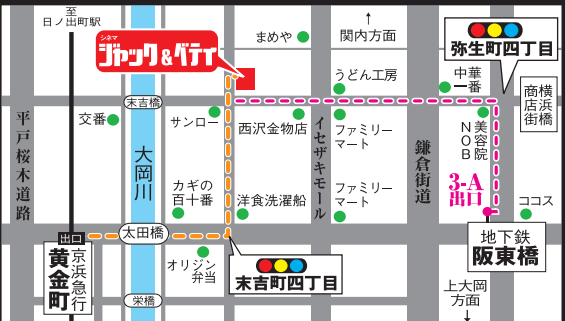 至
日ノ出町駅
まめや
↑
関内方面
弥生町四丁目
シネマ
ジャック&ベティ
うどん工房
中華
一番
横浜橋
商店街
末吉橋
交番
サンロー
西沢金物店
ファミリー
マート
美容院
NOB
平戸桜木道路
大岡川
イセザキモール
鎌倉街道
カギの
百十番
洋食洗濯船
ファミリー
マート
3-A
出口
ココス
出口
太田橋
地下鉄
阪東橋
京浜急行
黄金町
オリジン
弁当
末吉町四丁目
栄橋
上大岡
方面
↓